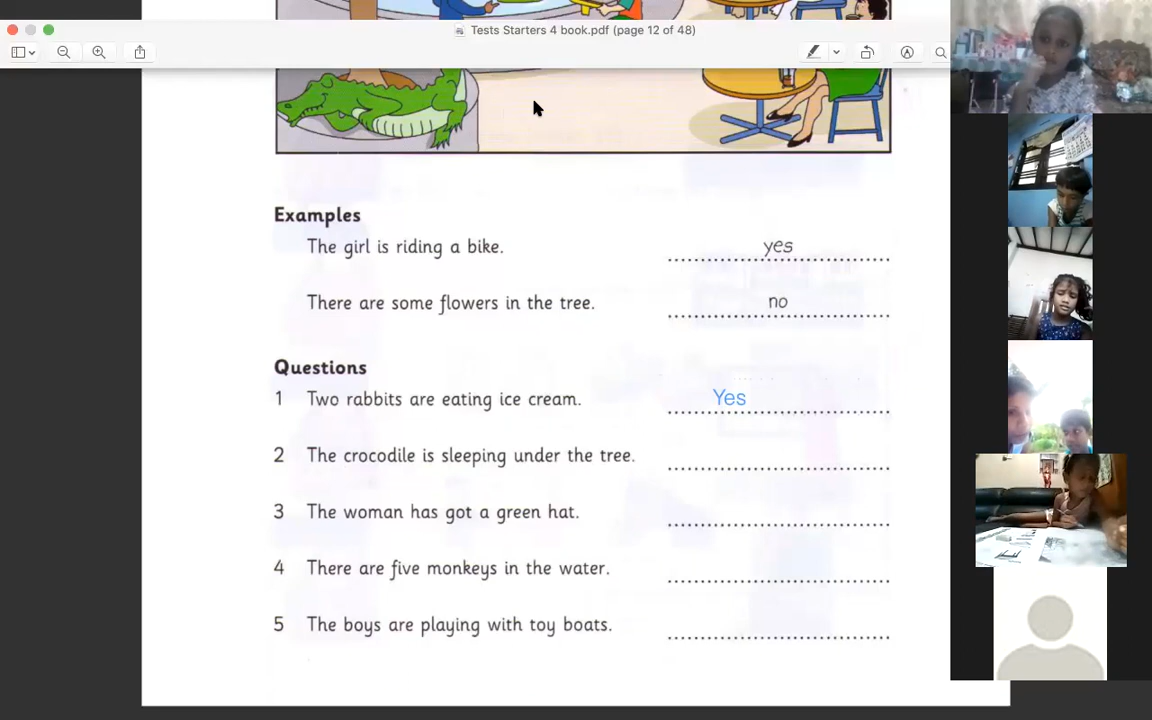 Tests Starters 4 book.pdf (page 12 of 48)
Examples
The girl is riding a bike. yes
There are some flowers in the tree. no
Questions
1 Two rabbits are eating ice cream. Yes
2 The crocodile is sleeping under the tree.
3 The woman has got a green hat.
4 There are five monkeys in the water.
5 The boys are playing with toy boats.